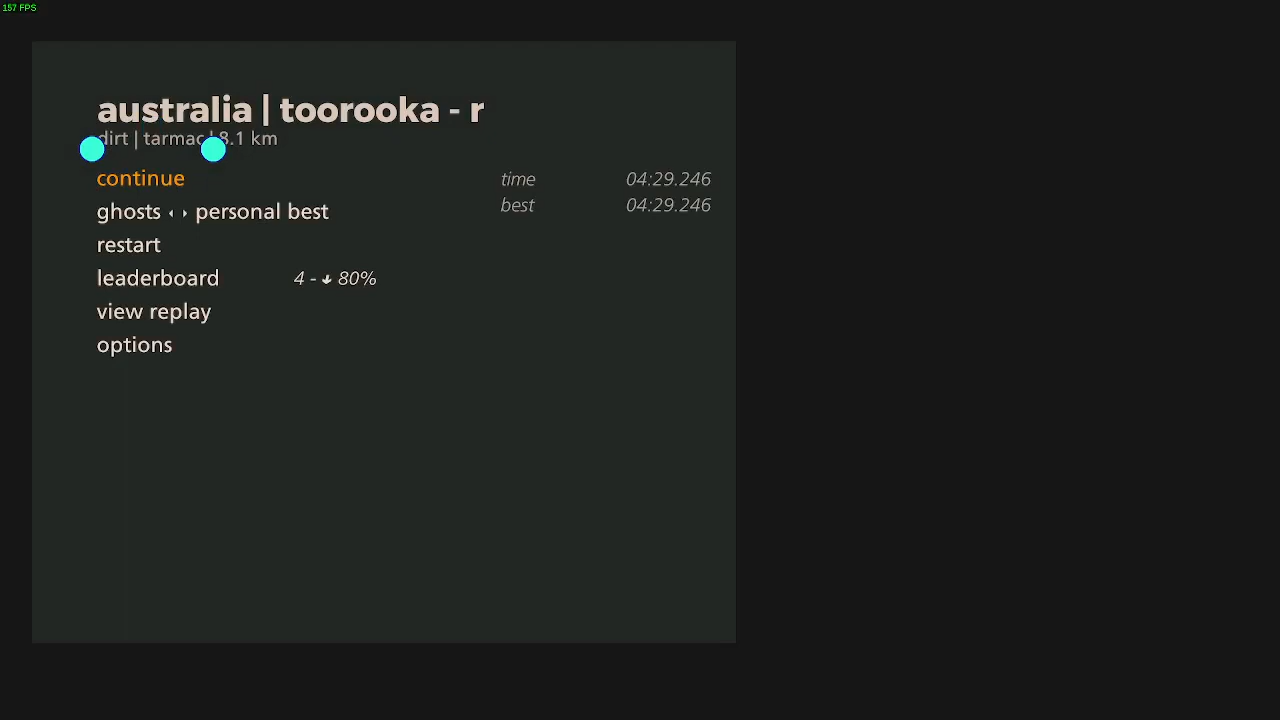 157 FPS
australia | toorooka - r
dirt | tarmac | 8.1 km
continue
time 04:29.246
ghosts ‹ › personal best
best 04:29.246
restart
leaderboard 4 - ↓ 80%
view replay
options